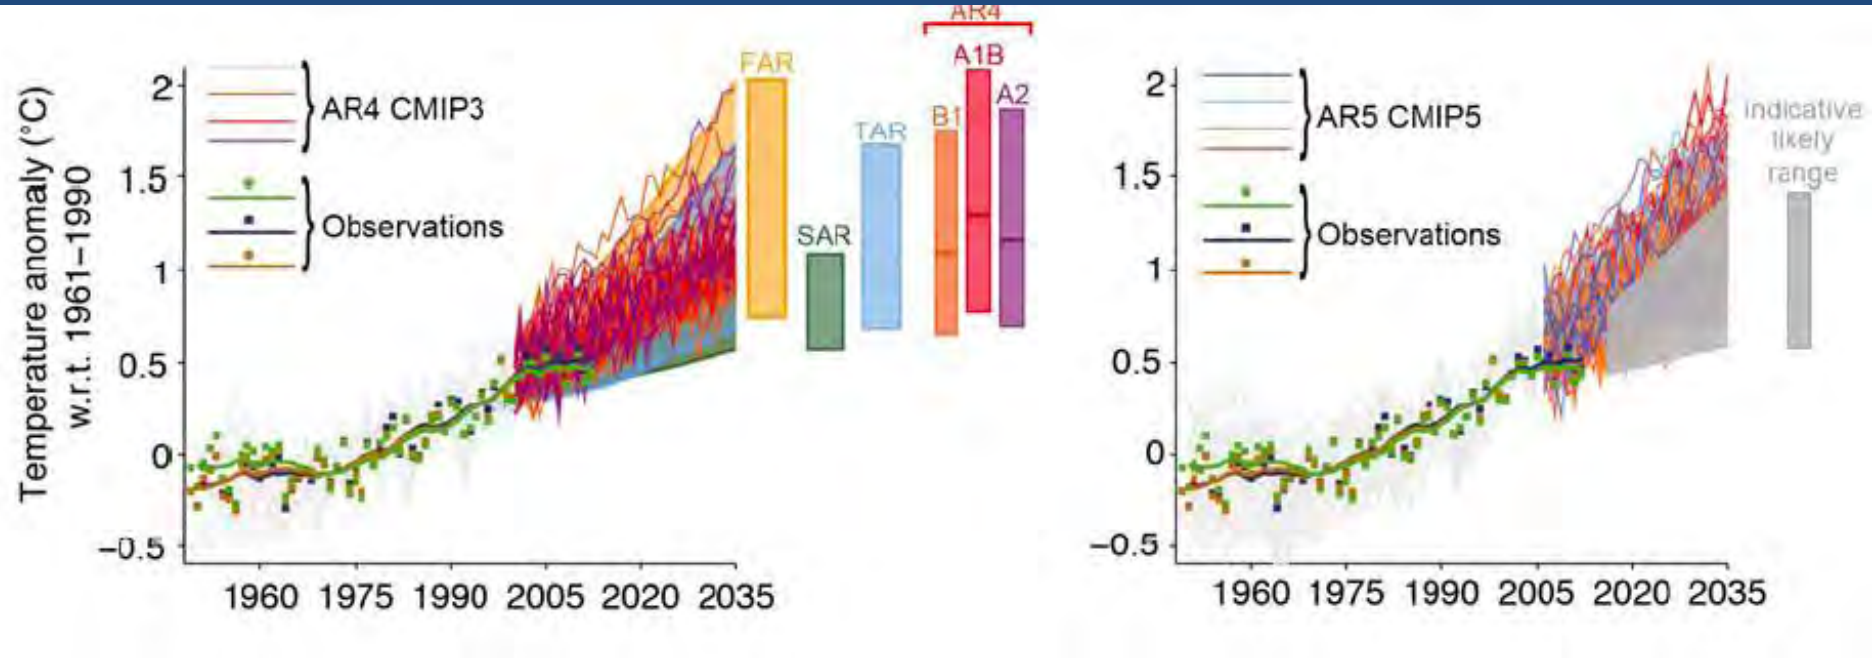 AR4
FAR
A1B
A2
B1
TAR
SAR
AR4 CMIP3
Observations
Temperature anomaly (°C)
w.r.t. 1961–1990
2
1.5
1
0.5
0
−0.5
1960 1975 1990 2005 2020 2035
AR5 CMIP5
Observations
indicative
likely
range
2
1.5
1
0.5
0
−0.5
1960 1975 1990 2005 2020 2035